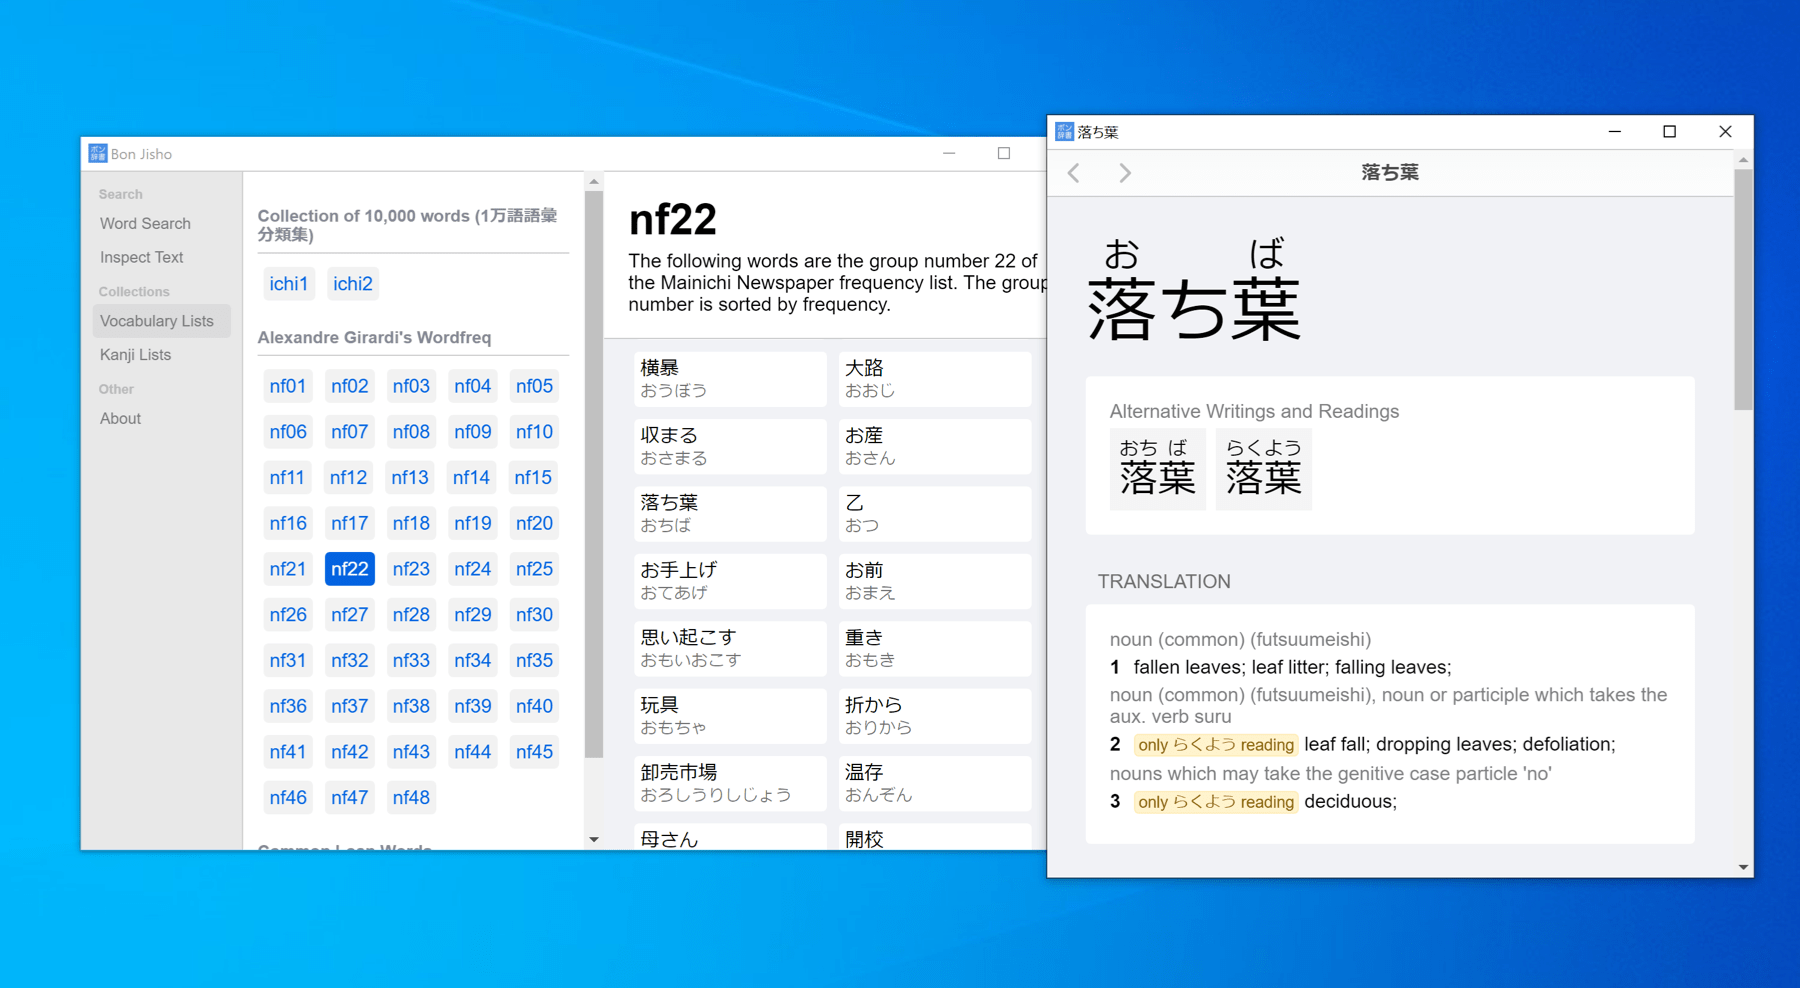 ボン
辞書
Bon Jisho
Search
Word Search
Inspect Text
Collections
Vocabulary Lists
Kanji Lists
Other
About
Collection of 10,000 words (1万語語彙
分類集)
ichi1 ichi2
Alexandre Girardi's Wordfreq
nf01 nf02 nf03 nf04 nf05
nf06 nf07 nf08 nf09 nf10
nf11 nf12 nf13 nf14 nf15
nf16 nf17 nf18 nf19 nf20
nf21 nf22 nf23 nf24 nf25
nf26 nf27 nf28 nf29 nf30
nf31 nf32 nf33 nf34 nf35
nf36 nf37 nf38 nf39 nf40
nf41 nf42 nf43 nf44 nf45
nf46 nf47 nf48
Common Loan Words
nf22
The following words are the group number 22 of
the Mainichi Newspaper frequency list. The group
number is sorted by frequency.
横暴
おうぼう
大路
おおじ
収まる
おさまる
お産
おさん
落ち葉
おちば
乙
おつ
お手上げ
おてあげ
お前
おまえ
思い起こす
おもいおこす
重き
おもき
玩具
おもちゃ
折から
おりから
卸売市場
おろしうりしじょう
温存
おんぞん
母さん
開校
ボン
辞書
落ち葉
落ち葉
お ば
落ち葉
Alternative Writings and Readings
おち ば
落葉
らくよう
落葉
TRANSLATION
noun (common) (futsuumeishi)
1 fallen leaves; leaf litter; falling leaves;
noun (common) (futsuumeishi), noun or participle which takes the
aux. verb suru
2 only らくよう reading leaf fall; dropping leaves; defoliation;
nouns which may take the genitive case particle 'no'
3 only らくよう reading deciduous;